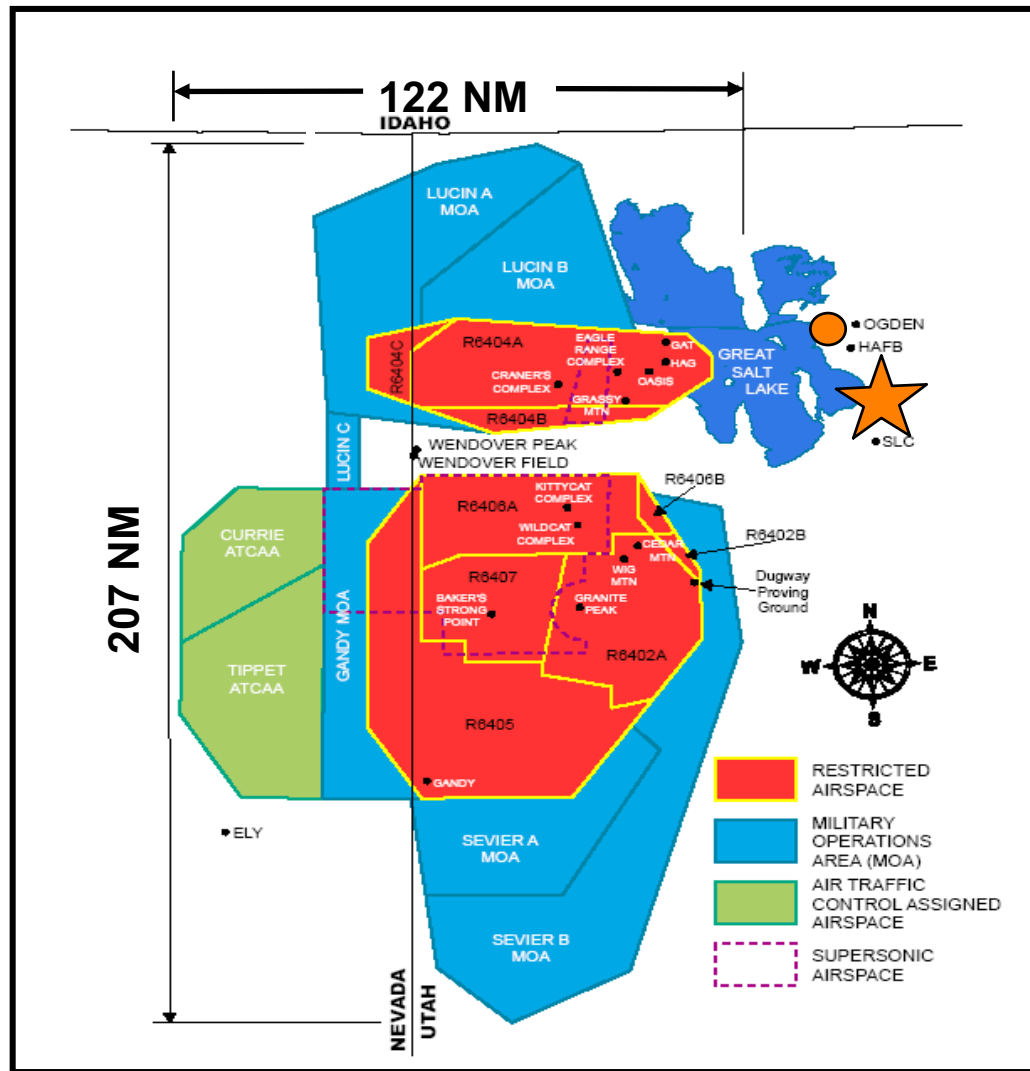 122 NM
IDAHO
LUCIN A
MOA
LUCIN B
MOA
R6404C
R6404A
EAGLE
RANGE
COMPLEX
GAT
HAG
OASIS
CRANER'S
COMPLEX
GRASSY
MTN
R6404B
GREAT
SALT
LAKE
OGDEN
HAFB
SLC
LUCIN C
WENDOVER PEAK
WENDOVER FIELD
207 NM
KITTYCAT
COMPLEX
R6406A
WILDCAT
COMPLEX
R6406B
R6402B
CEDAR
MTN
WIG
MTN
Dugway
Proving
Ground
CURRIE
ATCAA
R6407
BAKER'S
STRONG
POINT
GRANITE
PEAK
GANDY MOA
TIPPET
ATCAA
R6402A
R6405
GANDY
N
W
E
S
ELY
SEVIER A
MOA
SEVIER B
MOA
NEVADA
UTAH
RESTRICTED
AIRSPACE
MILITARY
OPERATIONS
AREA (MOA)
AIR TRAFFIC
CONTROL ASSIGNED
AIRSPACE
SUPERSONIC
AIRSPACE